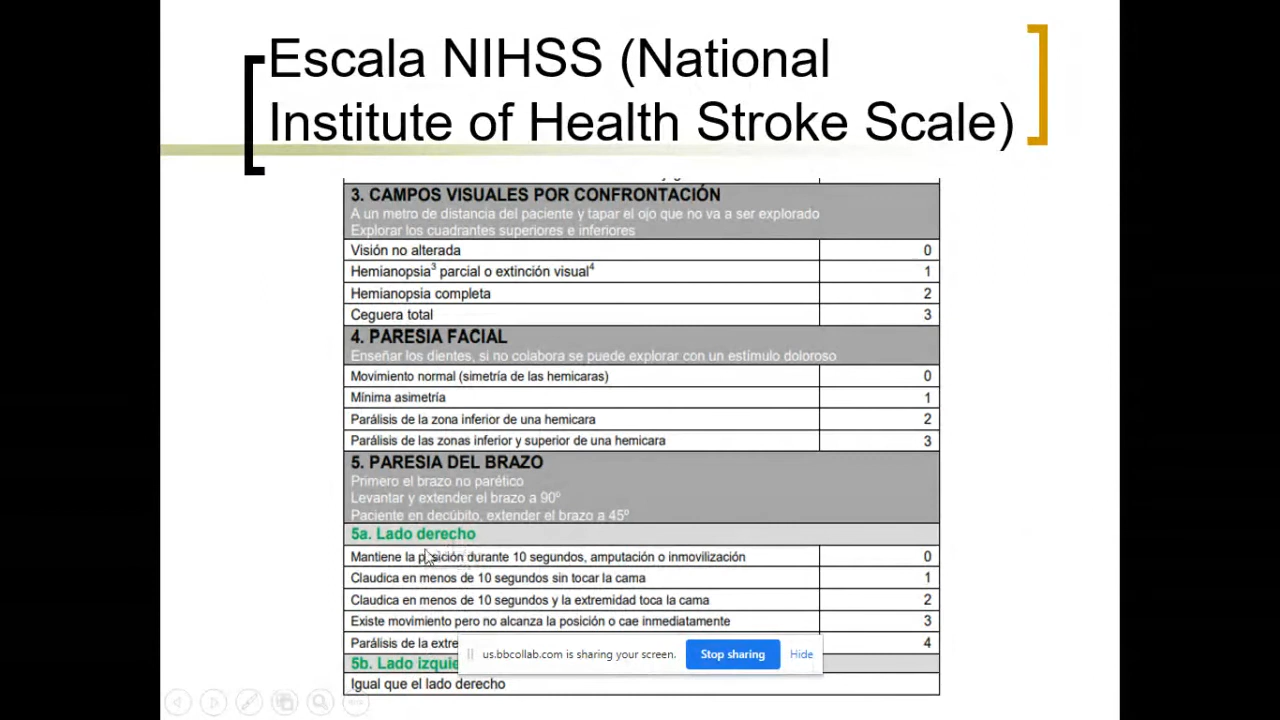 Escala NIHSS (National
Institute of Health Stroke Scale)
3. CAMPOS VISUALES POR CONFRONTACIÓN
A un metro de distancia del paciente y tapar el ojo que no va a ser explorado
Explorar los cuadrantes superiores e inferiores
Visión no alterada 0
Hemianopsia³ parcial o extinción visual⁴ 1
Hemianopsia completa 2
Ceguera total 3
4. PARESIA FACIAL
Enseñar los dientes, si no colabora se puede explorar con un estímulo doloroso
Movimiento normal (simetría de las hemicaras) 0
Mínima asimetría 1
Parálisis de la zona inferior de una hemicara 2
Parálisis de las zonas inferior y superior de una hemicara 3
5. PARESIA DEL BRAZO
Primero el brazo no parético
Levantar y extender el brazo a 90º
Paciente en decúbito, extender el brazo a 45º
5a. Lado derecho
Mantiene la posición durante 10 segundos, amputación o inmovilización 0
Claudica en menos de 10 segundos sin tocar la cama 1
Claudica en menos de 10 segundos y la extremidad toca la cama 2
Existe movimiento pero no alcanza la posición o cae inmediatamente 3
Parálisis de la 4
us.bbcollab.com is sharing your screen. Stop sharing Hide
5b. Lado
Igual que el lado derecho